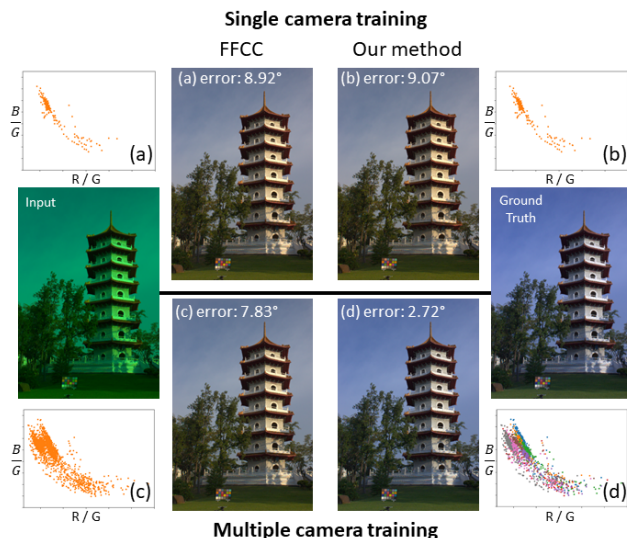 Single camera training
FFCC
Our method
(a) error: 8.92°
(b) error: 9.07°
B
G
(a)
R / G
B
G
(b)
R / G
Input
Ground
Truth
(c) error: 7.83°
(d) error: 2.72°
B
G
(c)
R / G
B
G
(d)
R / G
Multiple camera training